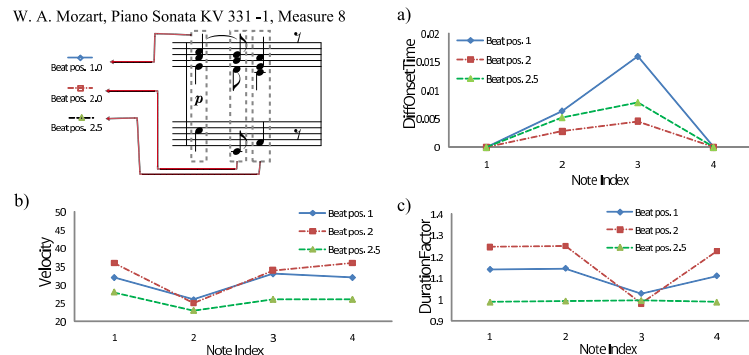 W. A. Mozart, Piano Sonata KV 331 -1, Measure 8
Beat pos. 1.0
Beat pos. 2.0
Beat pos. 2.5
p
a)
DiffOnsetTime
0.02
0.015
0.01
0.005
0
1 2 3 4
Note Index
Beat pos. 1
Beat pos. 2
Beat pos. 2.5
b)
Velocity
50
45
40
35
30
25
20
1 2 3 4
Note Index
Beat pos. 1
Beat pos. 2
Beat pos. 2.5
c)
DurationFactor
1.4
1.3
1.2
1.1
1
0.9
1 2 3 4
Note Index
Beat pos. 1
Beat pos. 2
Beat pos. 2.5